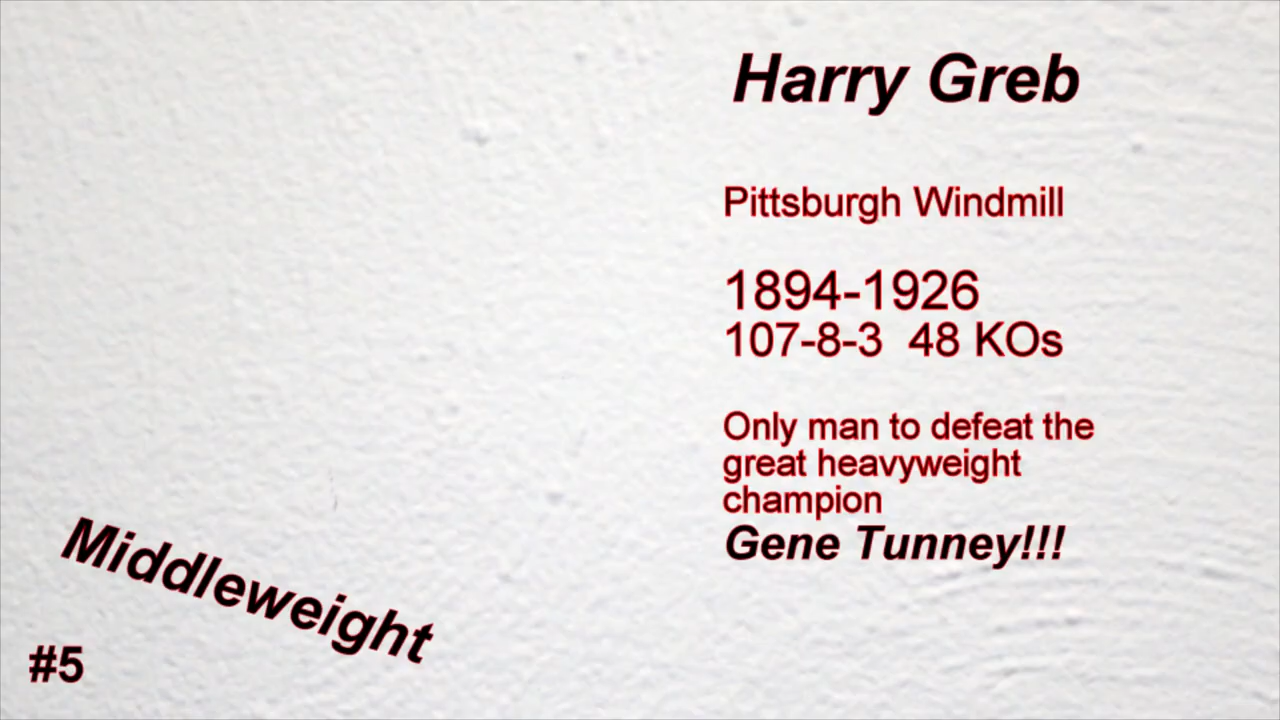 Harry Greb
Pittsburgh Windmill
1894-1926
107-8-3  48 KOs
Only man to defeat the
great heavyweight
champion
Gene Tunney!!!
Middleweight
#5